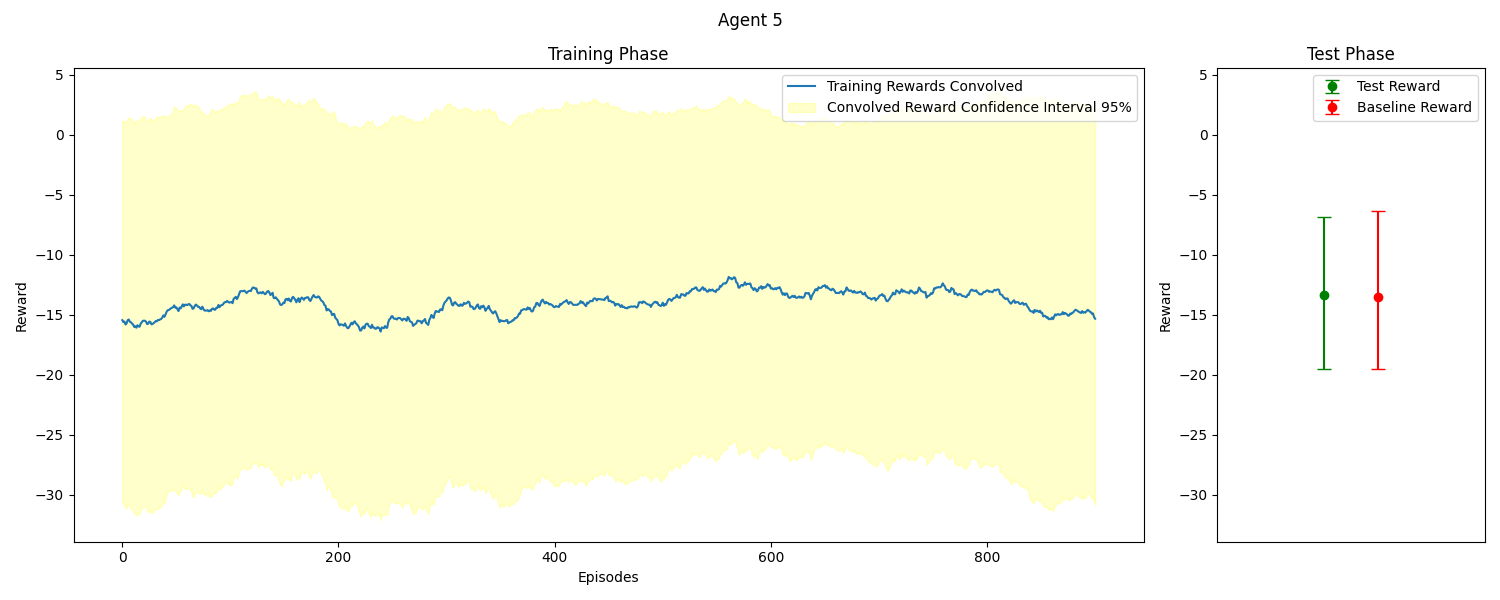 Agent 5
Training Phase
Training Rewards Convolved
Convolved Reward Confidence Interval 95%
5
0
−5
−10
−15
−20
−25
−30
Reward
0
200
400
600
800
Episodes
Test Phase
Test Reward
Baseline Reward
5
0
−5
−10
−15
−20
−25
−30
Reward